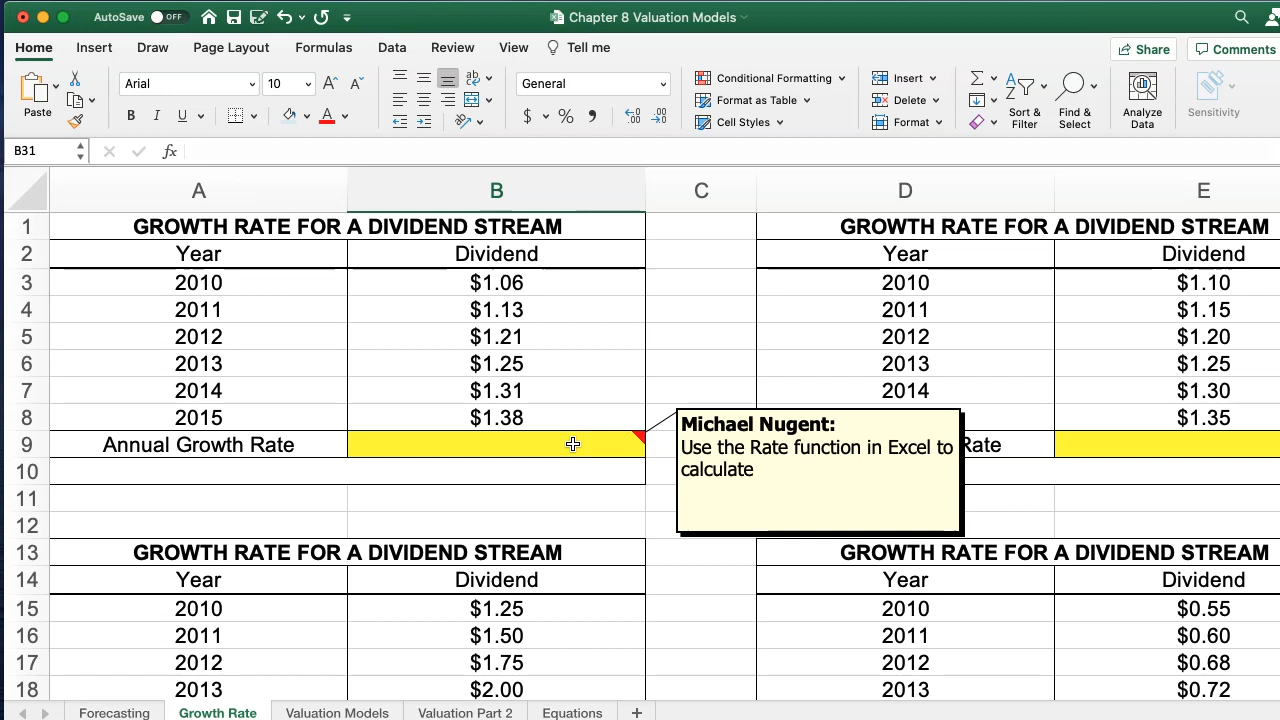 AutoSave OFF
Chapter 8 Valuation Models
Home Insert Draw Page Layout Formulas Data Review View Tell me
Share Comments
Paste
Arial 10
B I U A
ab
General
$ % 9
Conditional Formatting
Format as Table
Cell Styles
Insert
Delete
Format
Sort & Filter
Find & Select
Analyze Data
Sensitivity
B31 fx
A B C D E
1 GROWTH RATE FOR A DIVIDEND STREAM GROWTH RATE FOR A DIVIDEND STREAM
2 Year Dividend Year Dividend
3 2010 $1.06 2010 $1.10
4 2011 $1.13 2011 $1.15
5 2012 $1.21 2012 $1.20
6 2013 $1.25 2013 $1.25
7 2014 $1.31 2014 $1.30
8 2015 $1.38 $1.35
9 Annual Growth Rate Rate
Michael Nugent:
Use the Rate function in Excel to
calculate
10
11
12
13 GROWTH RATE FOR A DIVIDEND STREAM GROWTH RATE FOR A DIVIDEND STREAM
14 Year Dividend Year Dividend
15 2010 $1.25 2010 $0.55
16 2011 $1.50 2011 $0.60
17 2012 $1.75 2012 $0.68
18 2013 $2.00 2013 $0.72
Forecasting Growth Rate Valuation Models Valuation Part 2 Equations +